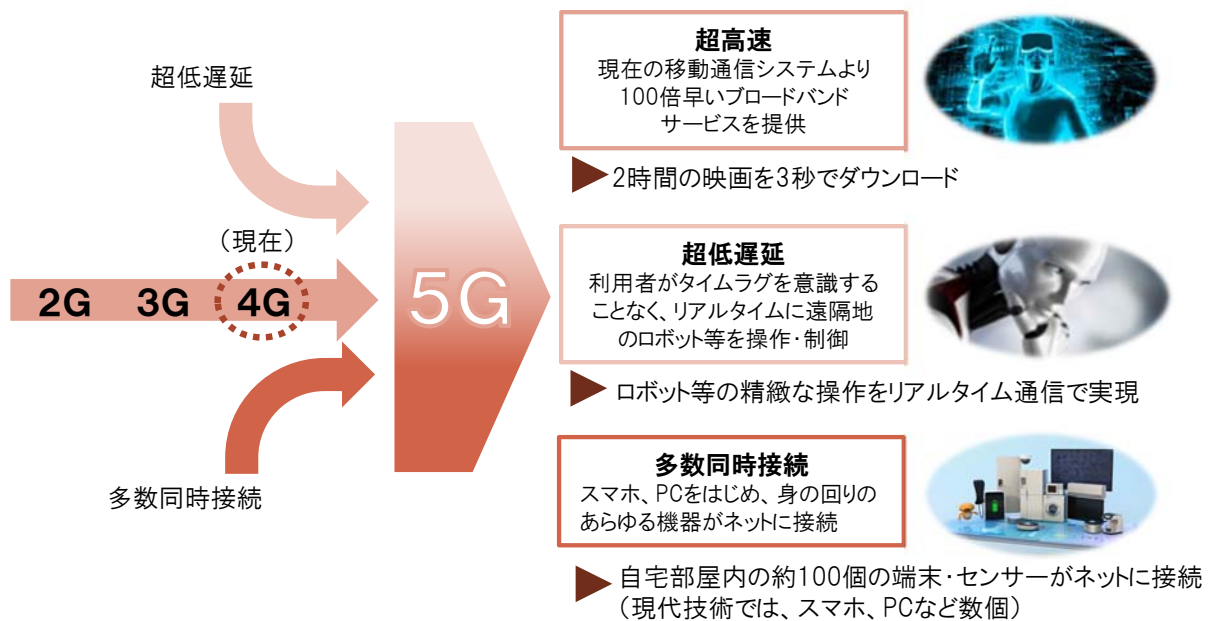 超低遅延
（現在）
2G 3G 4G
5G
多数同時接続
超高速
現在の移動通信システムより
100倍早いブロードバンド
サービスを提供
2時間の映画を3秒でダウンロード
超低遅延
利用者がタイムラグを意識する
ことなく、リアルタイムに遠隔地
のロボット等を操作・制御
ロボット等の精緻な操作をリアルタイム通信で実現
多数同時接続
スマホ、PCをはじめ、身の回りの
あらゆる機器がネットに接続
自宅部屋内の約100個の端末・センサーがネットに接続
（現代技術では、スマホ、PCなど数個）